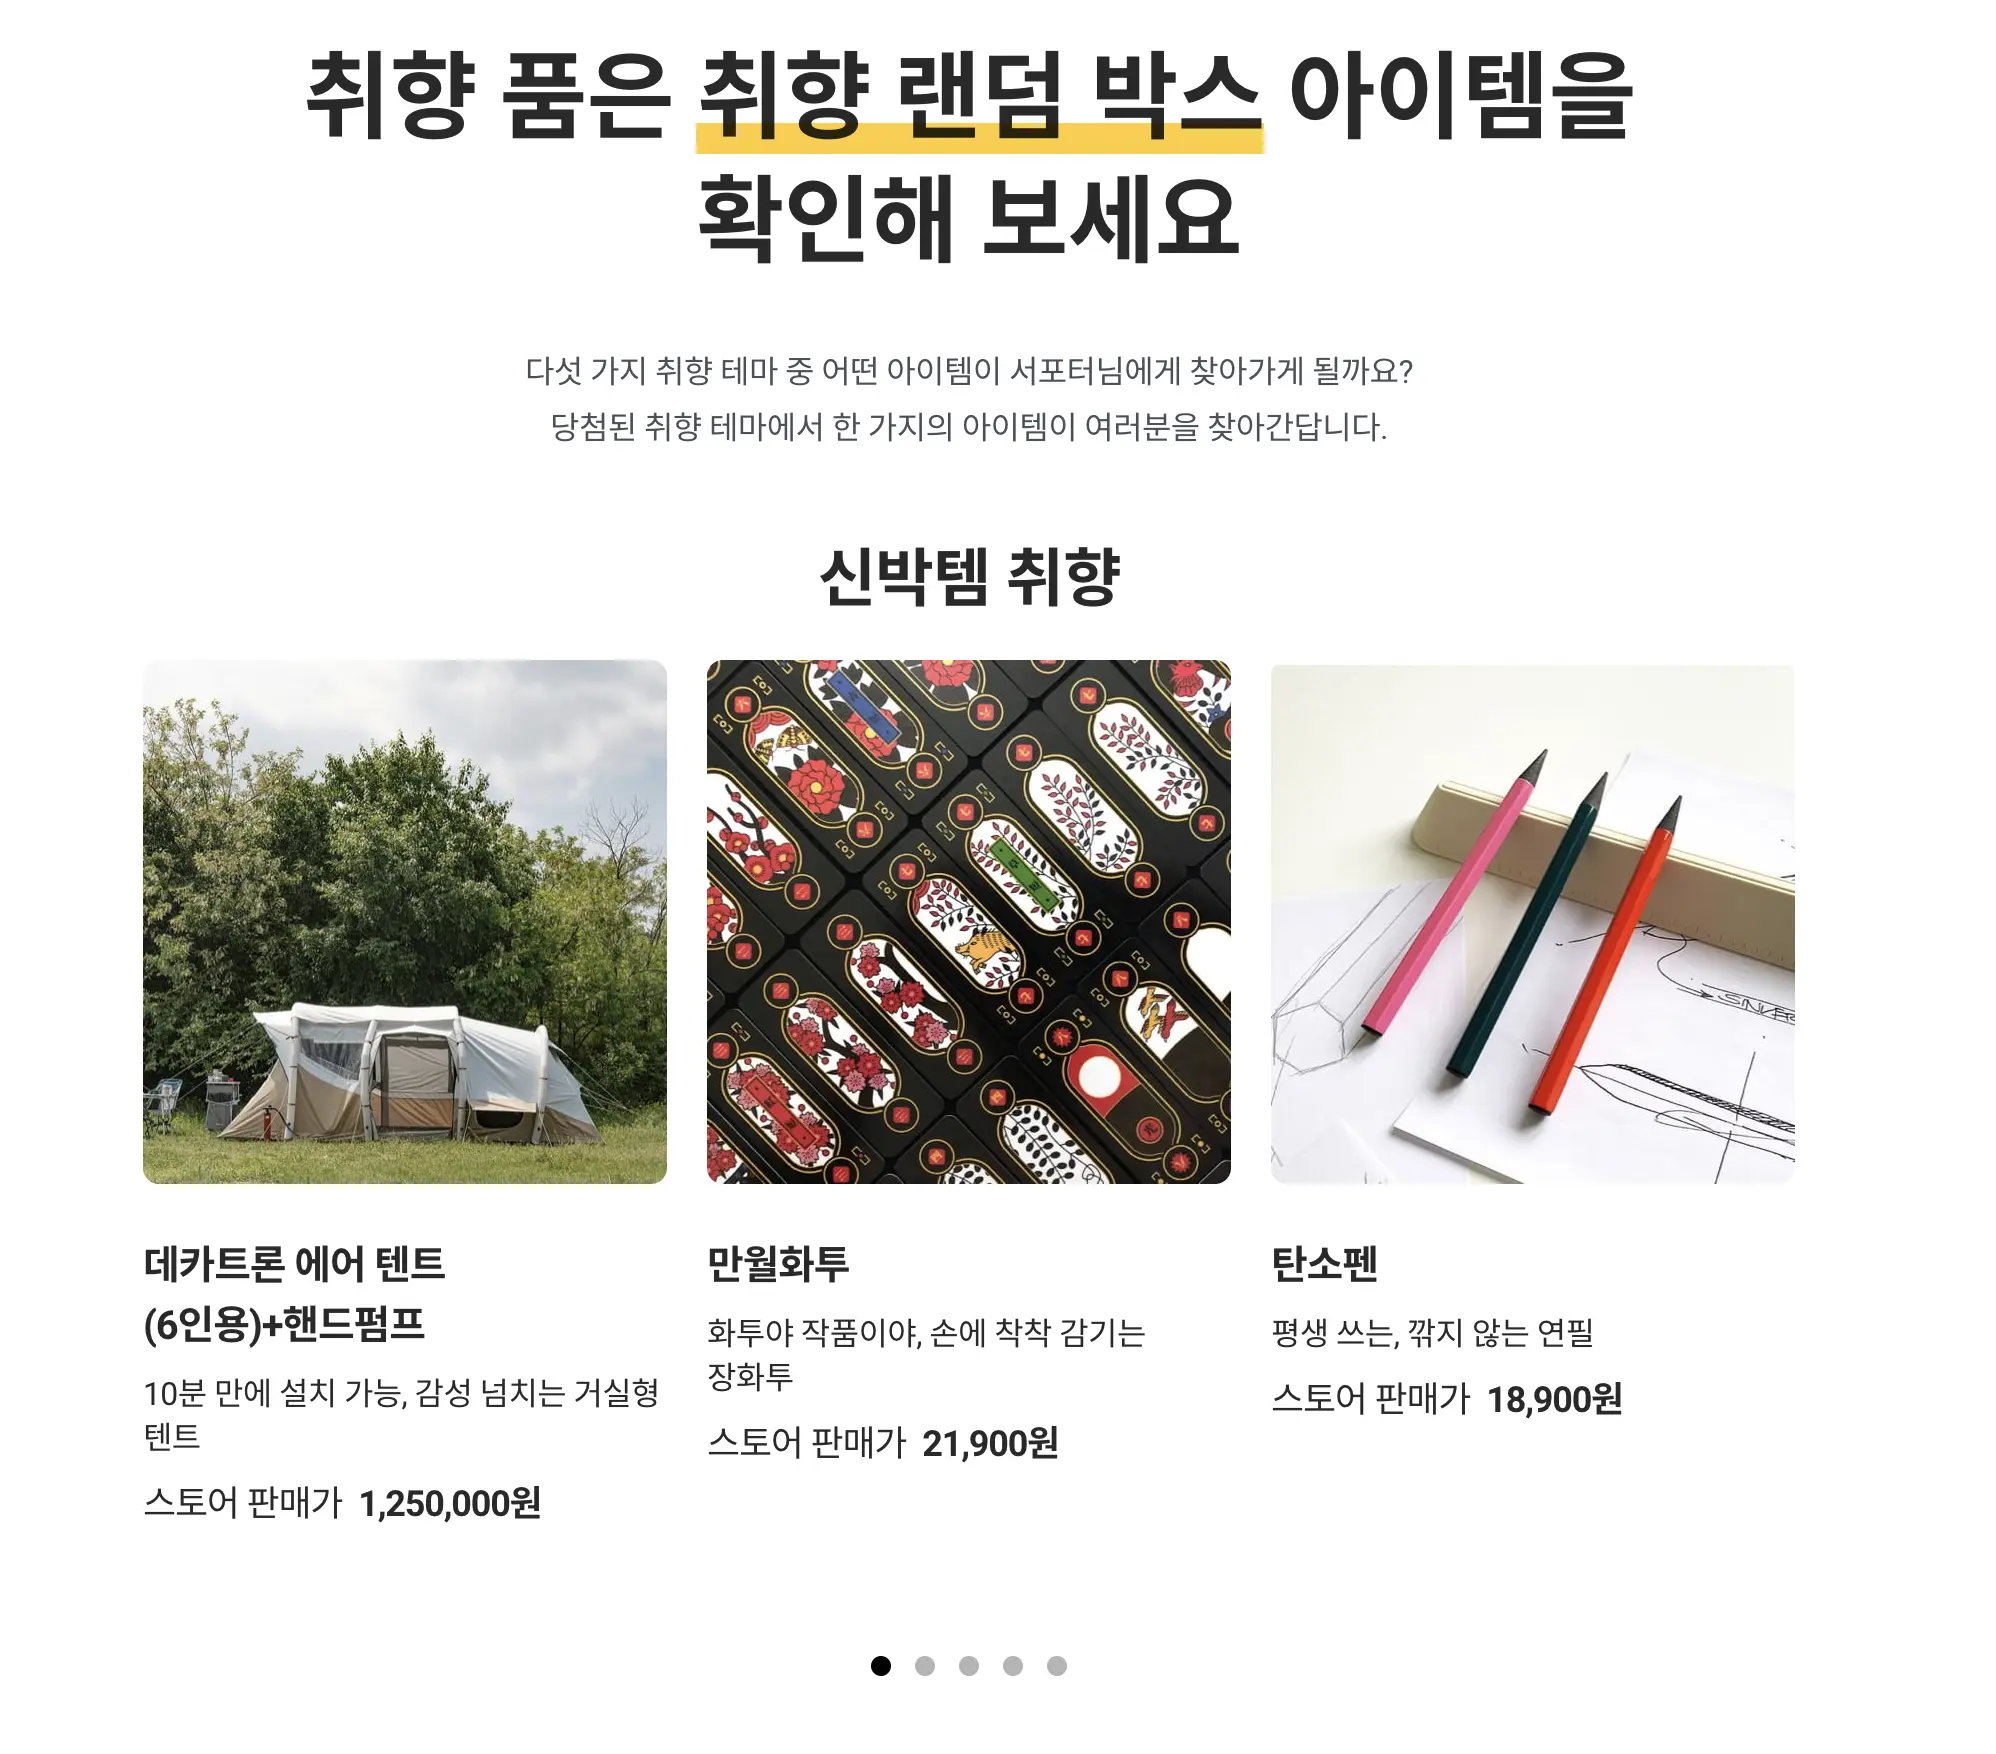 취향 품은 취향 랜덤 박스 아이템을
확인해 보세요
다섯 가지 취향 테마 중 어떤 아이템이 서포터님에게 찾아가게 될까요?
당첨된 취향 테마에서 한 가지의 아이템이 여러분을 찾아간답니다.
신박템 취향
데카트론 에어 텐트
(6인용)+핸드펌프
10분 만에 설치 가능, 감성 넘치는 거실형
텐트
스토어 판매가 1,250,000원
만월화투
화투야 작품이야, 손에 착착 감기는
장화투
스토어 판매가 21,900원
탄소펜
평생 쓰는, 깎지 않는 연필
스토어 판매가 18,900원